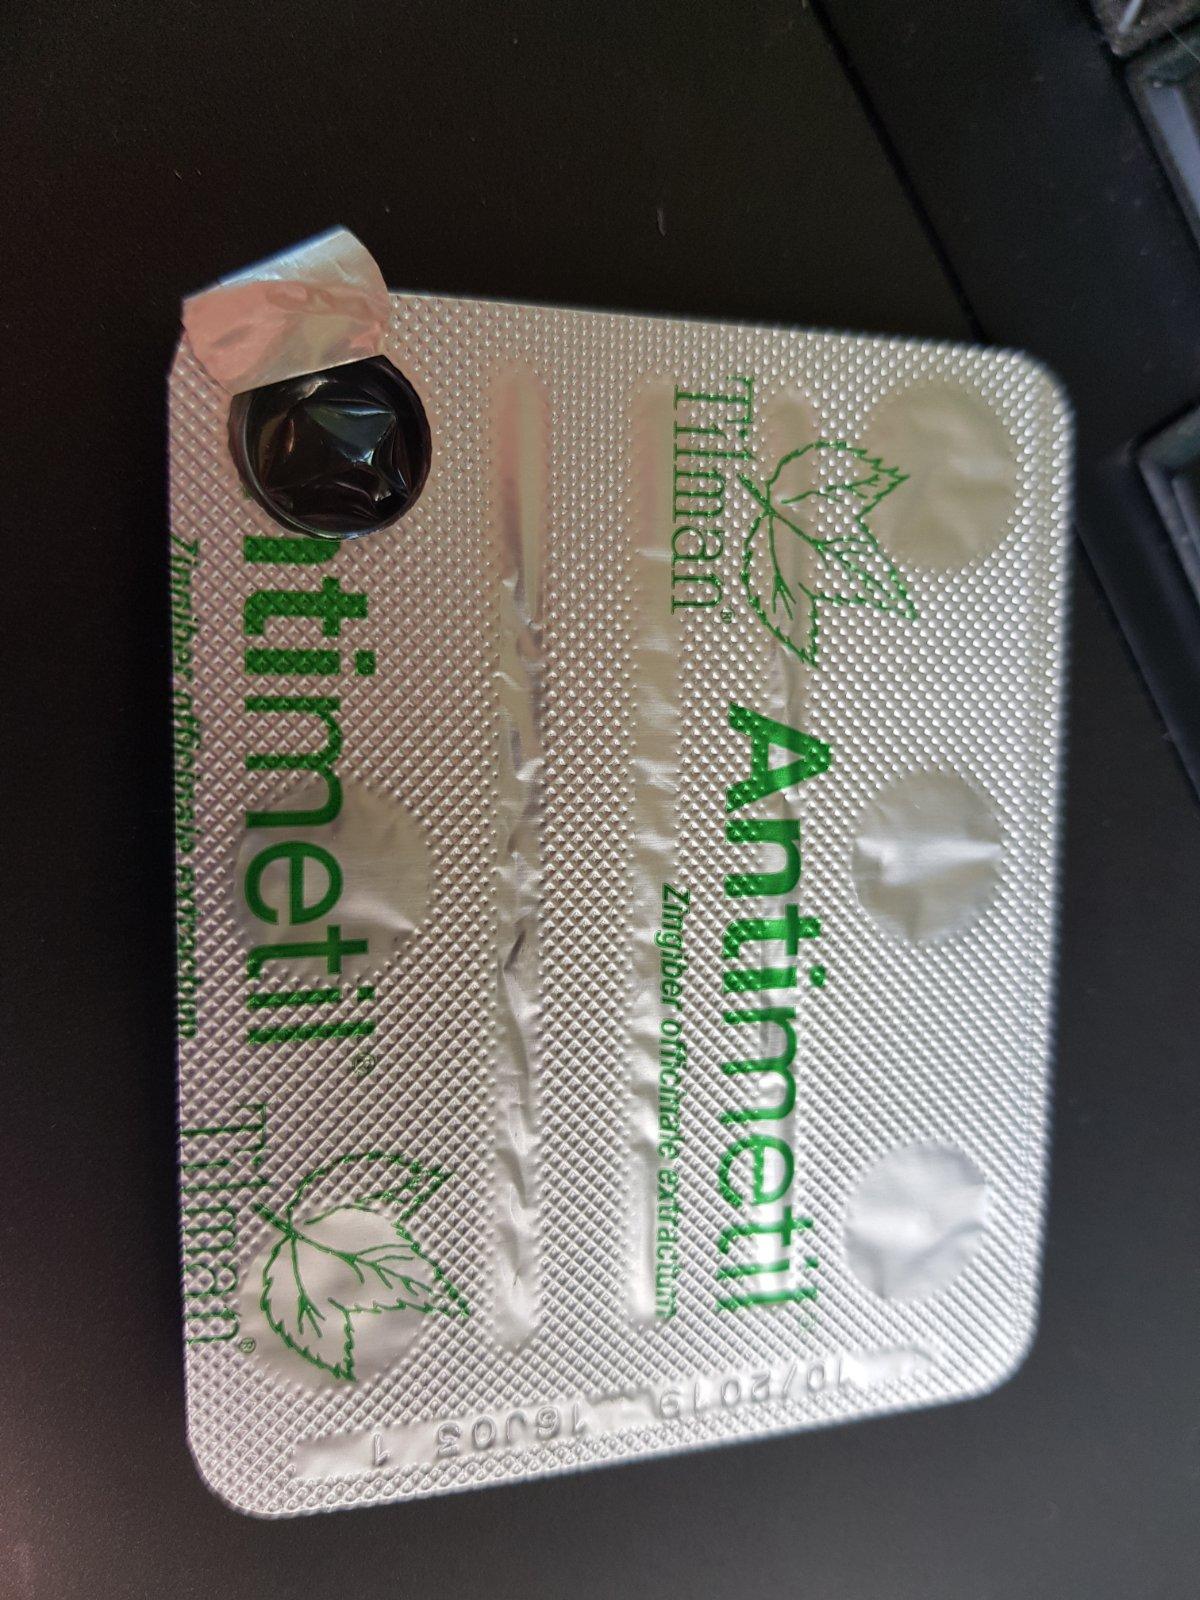 Tilman®
Antimetil®
Zingiber officinale extractum
ntimetil®
Zingiber officinale extractum
Tilman®
10/2019 16J03 1